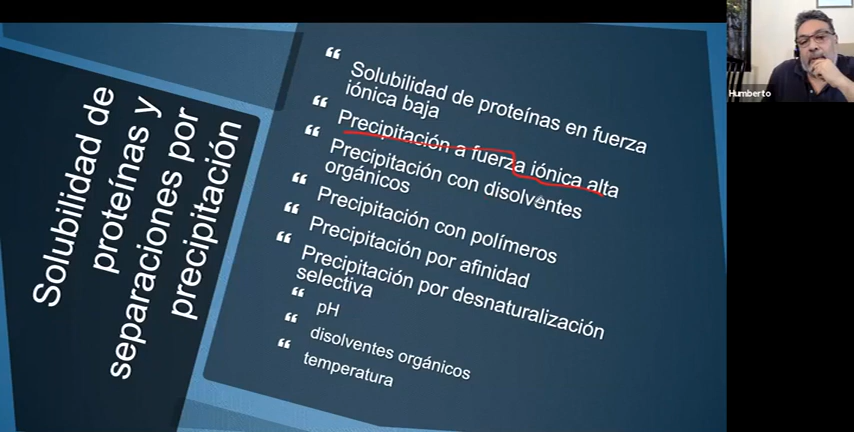 Solubilidad de
proteínas y
separaciones por
precipitación
“ Solubilidad de proteínas en fuerza
iónica baja
“ Precipitación a fuerza iónica alta
“ Precipitación con disolventes
orgánicos
“ Precipitación con polímeros
“ Precipitación por afinidad
“ Precipitación por desnaturalización
selectiva
“ pH
“ disolventes orgánicos
“ temperatura
Humberto